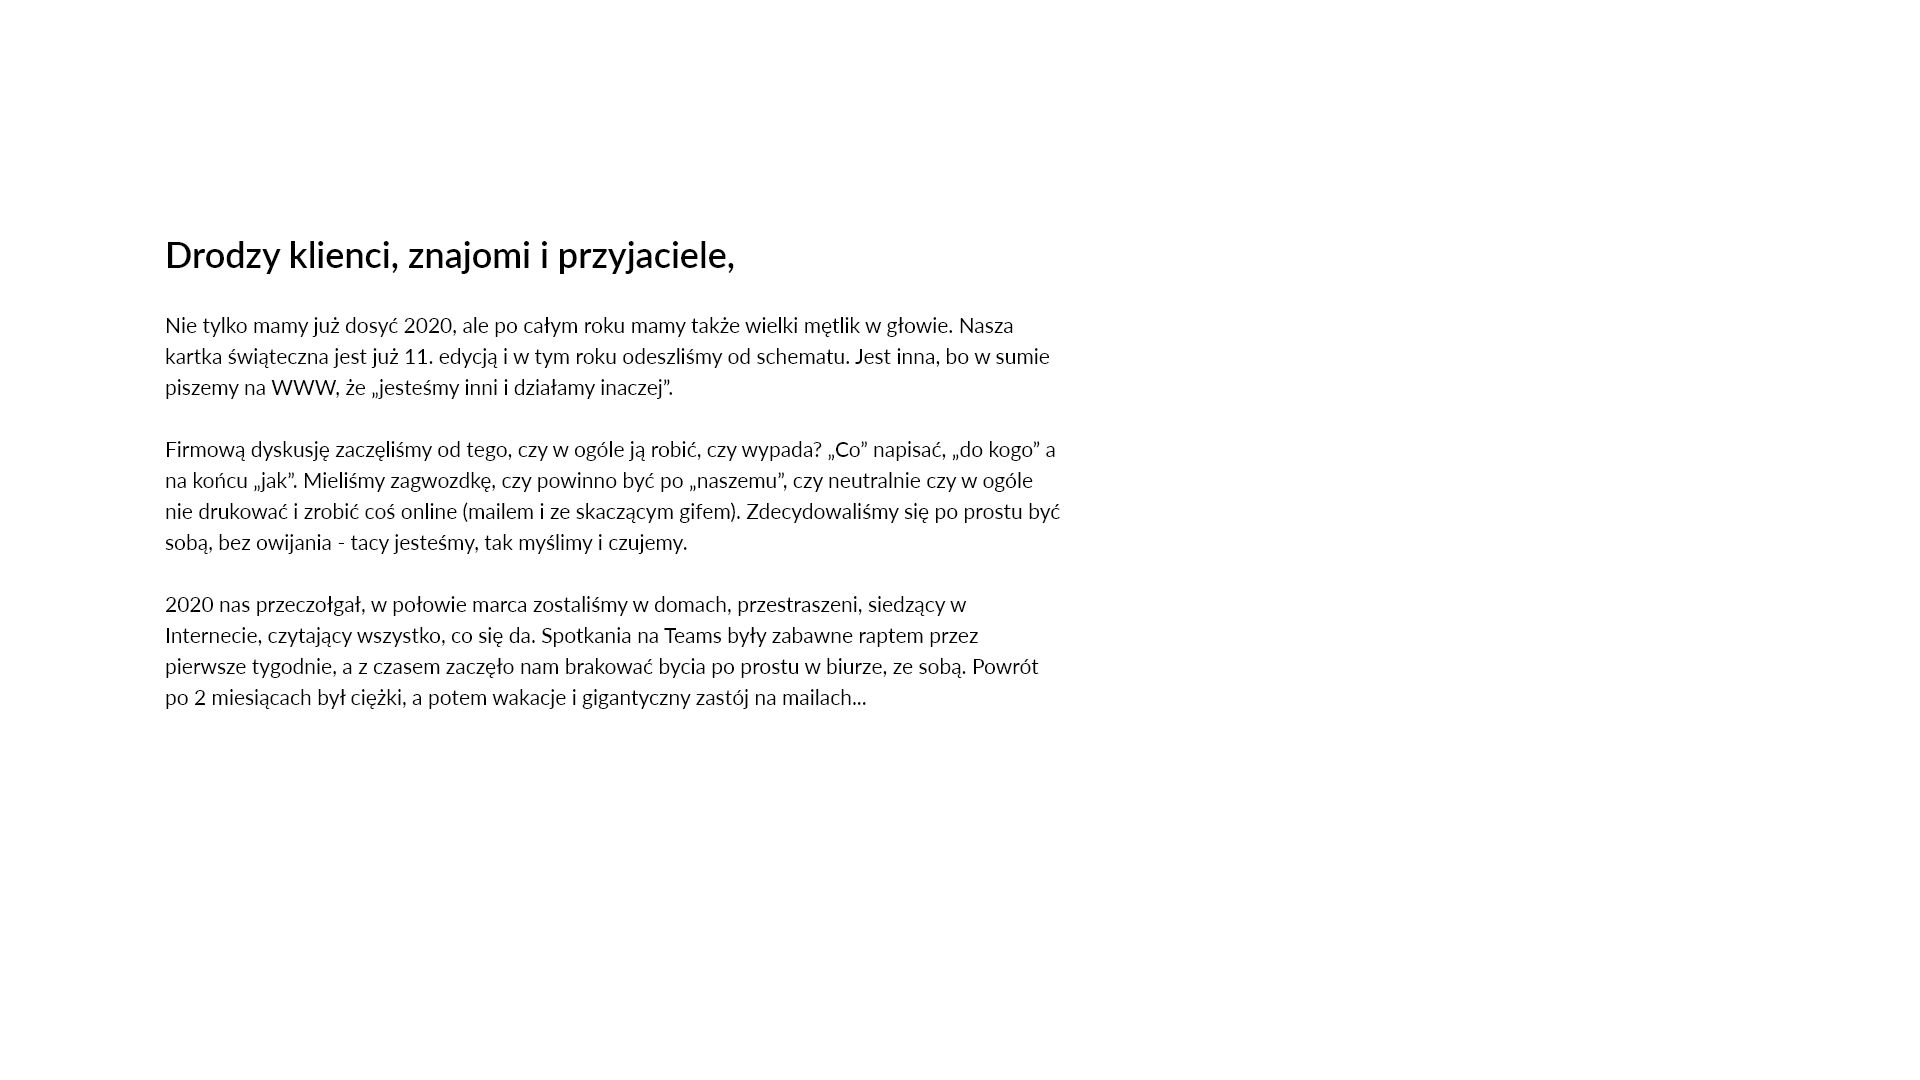 Drodzy klienci, znajomi i przyjaciele,
Nie tylko mamy już dosyć 2020, ale po całym roku mamy także wielki mętlik w głowie. Nasza
kartka świąteczna jest już 11. edycją i w tym roku odeszliśmy od schematu. Jest inna, bo w sumie
piszemy na WWW, że „jesteśmy inni i działamy inaczej”.
Firmową dyskusję zaczęliśmy od tego, czy w ogóle ją robić, czy wypada? „Co” napisać, „do kogo” a
na końcu „jak”. Mieliśmy zagwozdkę, czy powinno być po „naszemu”, czy neutralnie czy w ogóle
nie drukować i zrobić coś online (mailem i ze skaczącym gifem). Zdecydowaliśmy się po prostu być
sobą, bez owijania - tacy jesteśmy, tak myślimy i czujemy.
2020 nas przeczołgał, w połowie marca zostaliśmy w domach, przestraszeni, siedzący w
Internecie, czytający wszystko, co się da. Spotkania na Teams były zabawne raptem przez
pierwsze tygodnie, a z czasem zaczęło nam brakować bycia po prostu w biurze, ze sobą. Powrót
po 2 miesiącach był ciężki, a potem wakacje i gigantyczny zastój na mailach...